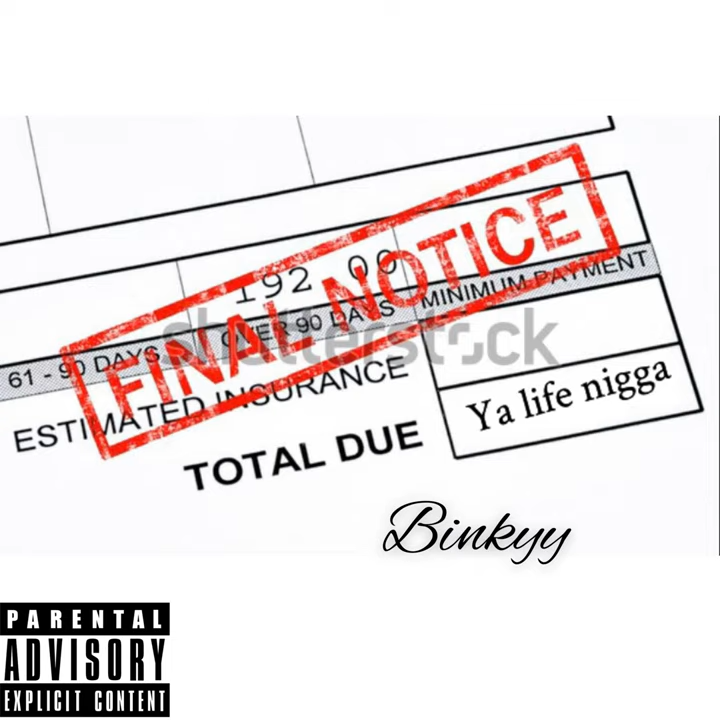 192 00
FINAL NOTICE
61 - 90 DAYS OVER 90 DAYS MINIMUM PAYMENT
shutterstock
ESTIMATED INSURANCE
TOTAL DUE Ya life nigga
Binkyy
PARENTAL
ADVISORY
EXPLICIT CONTENT